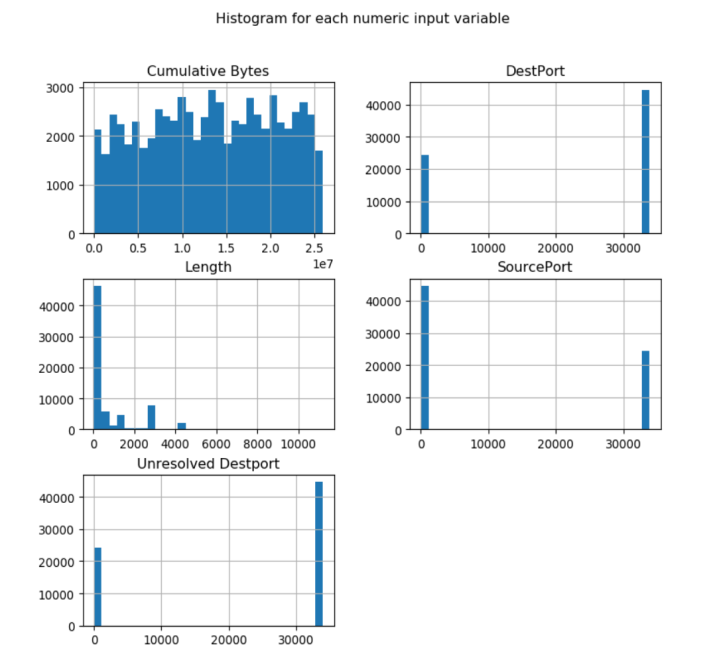 Histogram for each numeric input variable
Cumulative Bytes
3000
2000
1000
0
0.0 0.5 1.0 1.5 2.0 2.5
1e7
DestPort
40000
30000
20000
10000
0
0 10000 20000 30000
Length
40000
30000
20000
10000
0
0 2000 4000 6000 8000 10000
SourcePort
40000
30000
20000
10000
0
0 10000 20000 30000
Unresolved Destport
40000
30000
20000
10000
0
0 10000 20000 30000